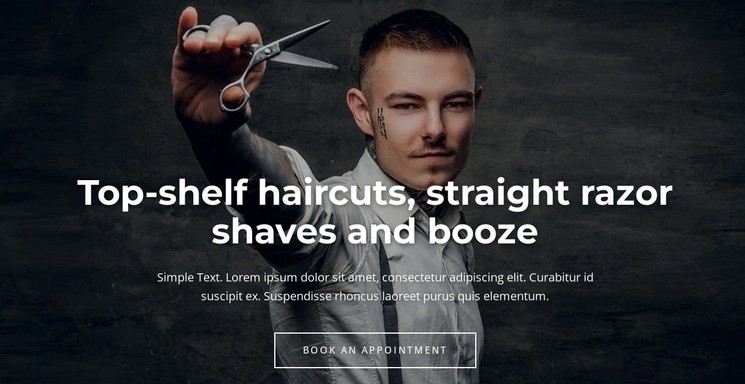 Top-shelf haircuts, straight razor
shaves and booze
Simple Text. Lorem ipsum dolor sit amet, consectetur adipiscing elit. Curabitur id
suscipit ex. Suspendisse rhoncus laoreet purus quis elementum.
BOOK AN APPOINTMENT